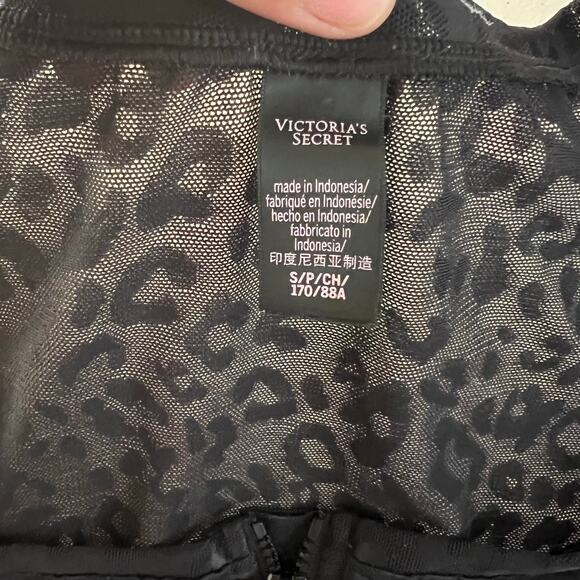 VICTORIA'S
SECRET
made in Indonesia/
fabriqué en Indonésie/
hecho en Indonesia/
fabbricato in
Indonesia/
印度尼西亚制造
S/P/CH/
170/88A